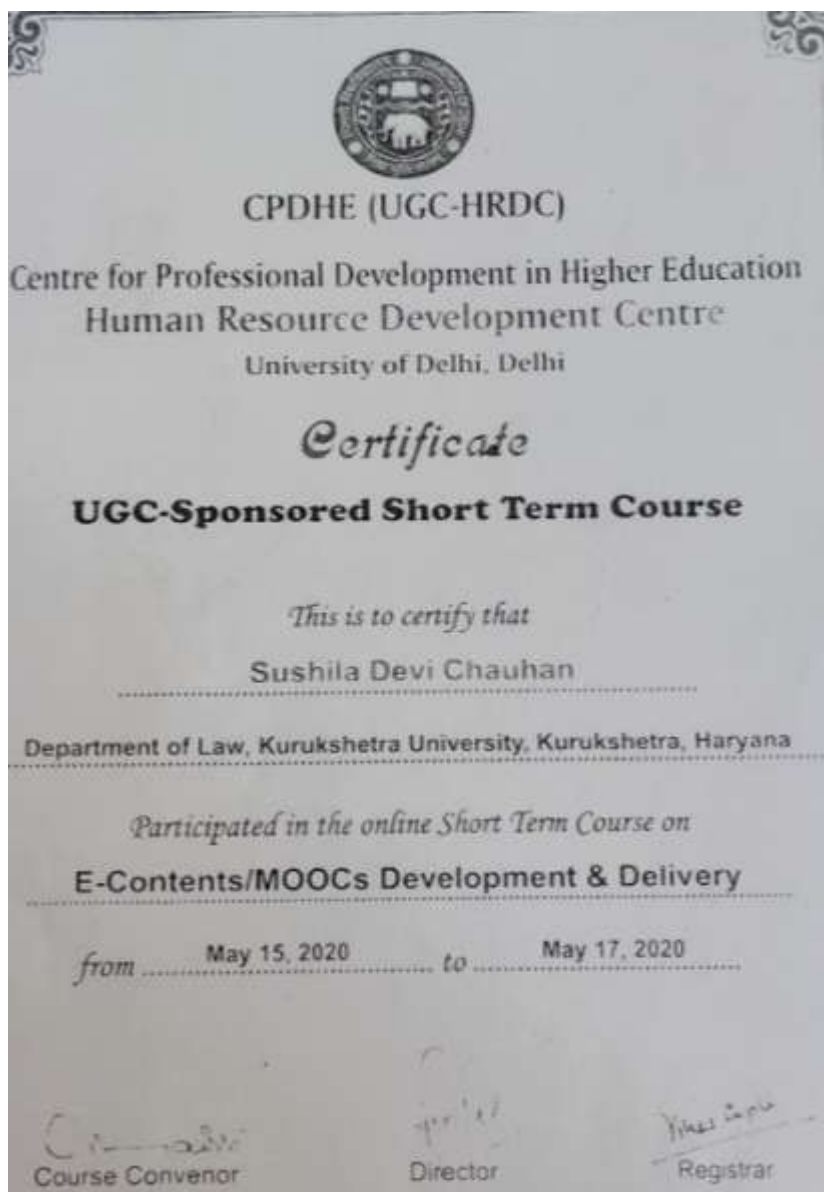 CPDHE (UGC-HRDC)
Centre for Professional Development in Higher Education
Human Resource Development Centre
University of Delhi, Delhi
Certificate
UGC-Sponsored Short Term Course
This is to certify that
Sushila Devi Chauhan
Department of Law, Kurukshetra University, Kurukshetra, Haryana
Participated in the online Short Term Course on
E-Contents/MOOCs Development & Delivery
from May 15, 2020 to May 17, 2020
Course Convenor Director Registrar